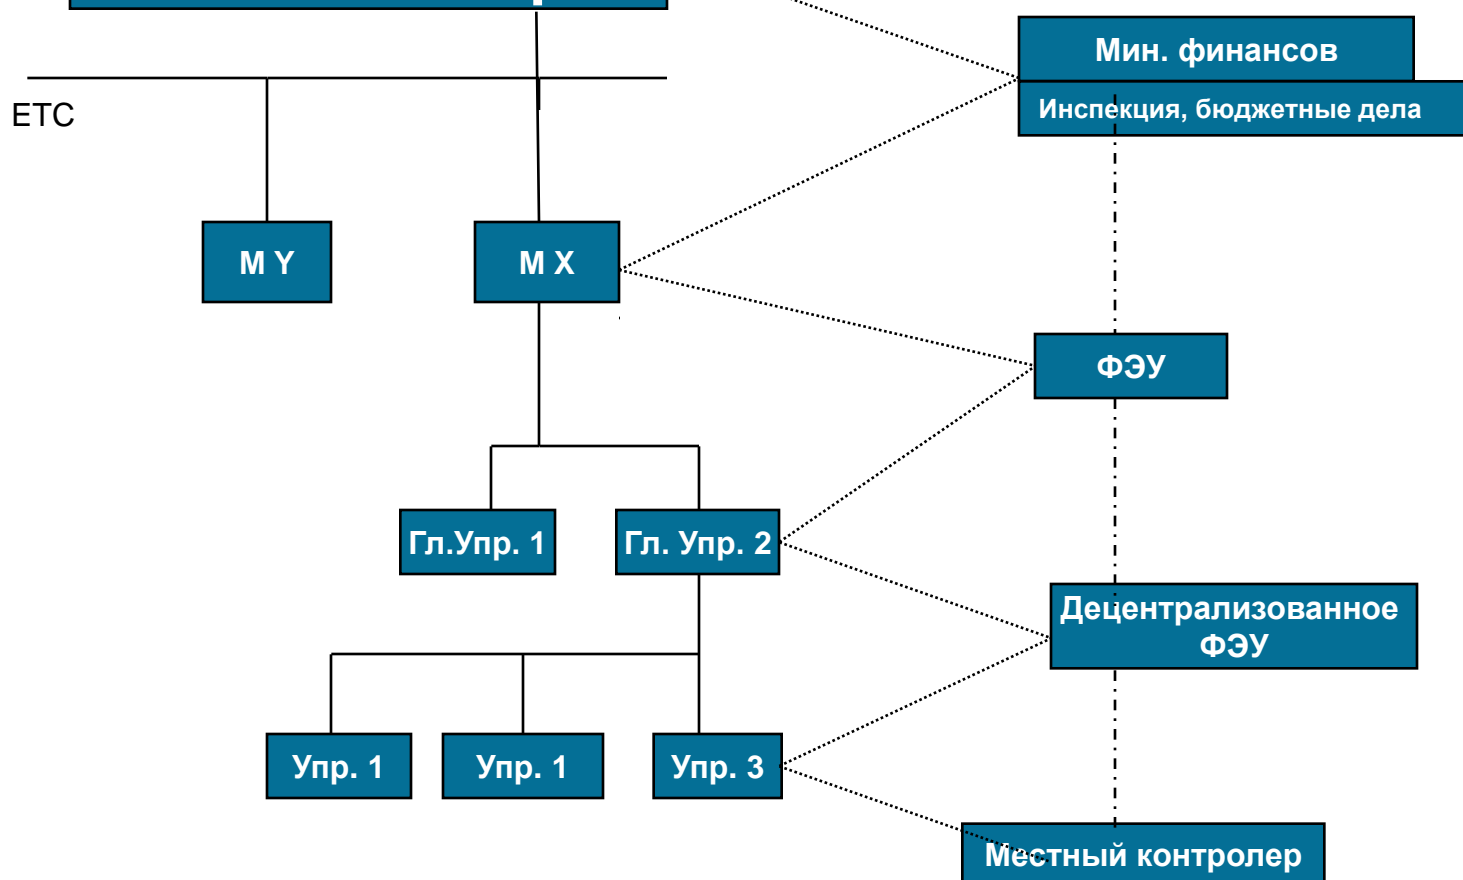 Мин. финансов
Инспекция, бюджетные дела
ETC
M Y
M X
ФЭУ
Гл.Упр. 1
Гл. Упр. 2
Децентрализованное
ФЭУ
Упр. 1
Упр. 1
Упр. 3
Местный контролер